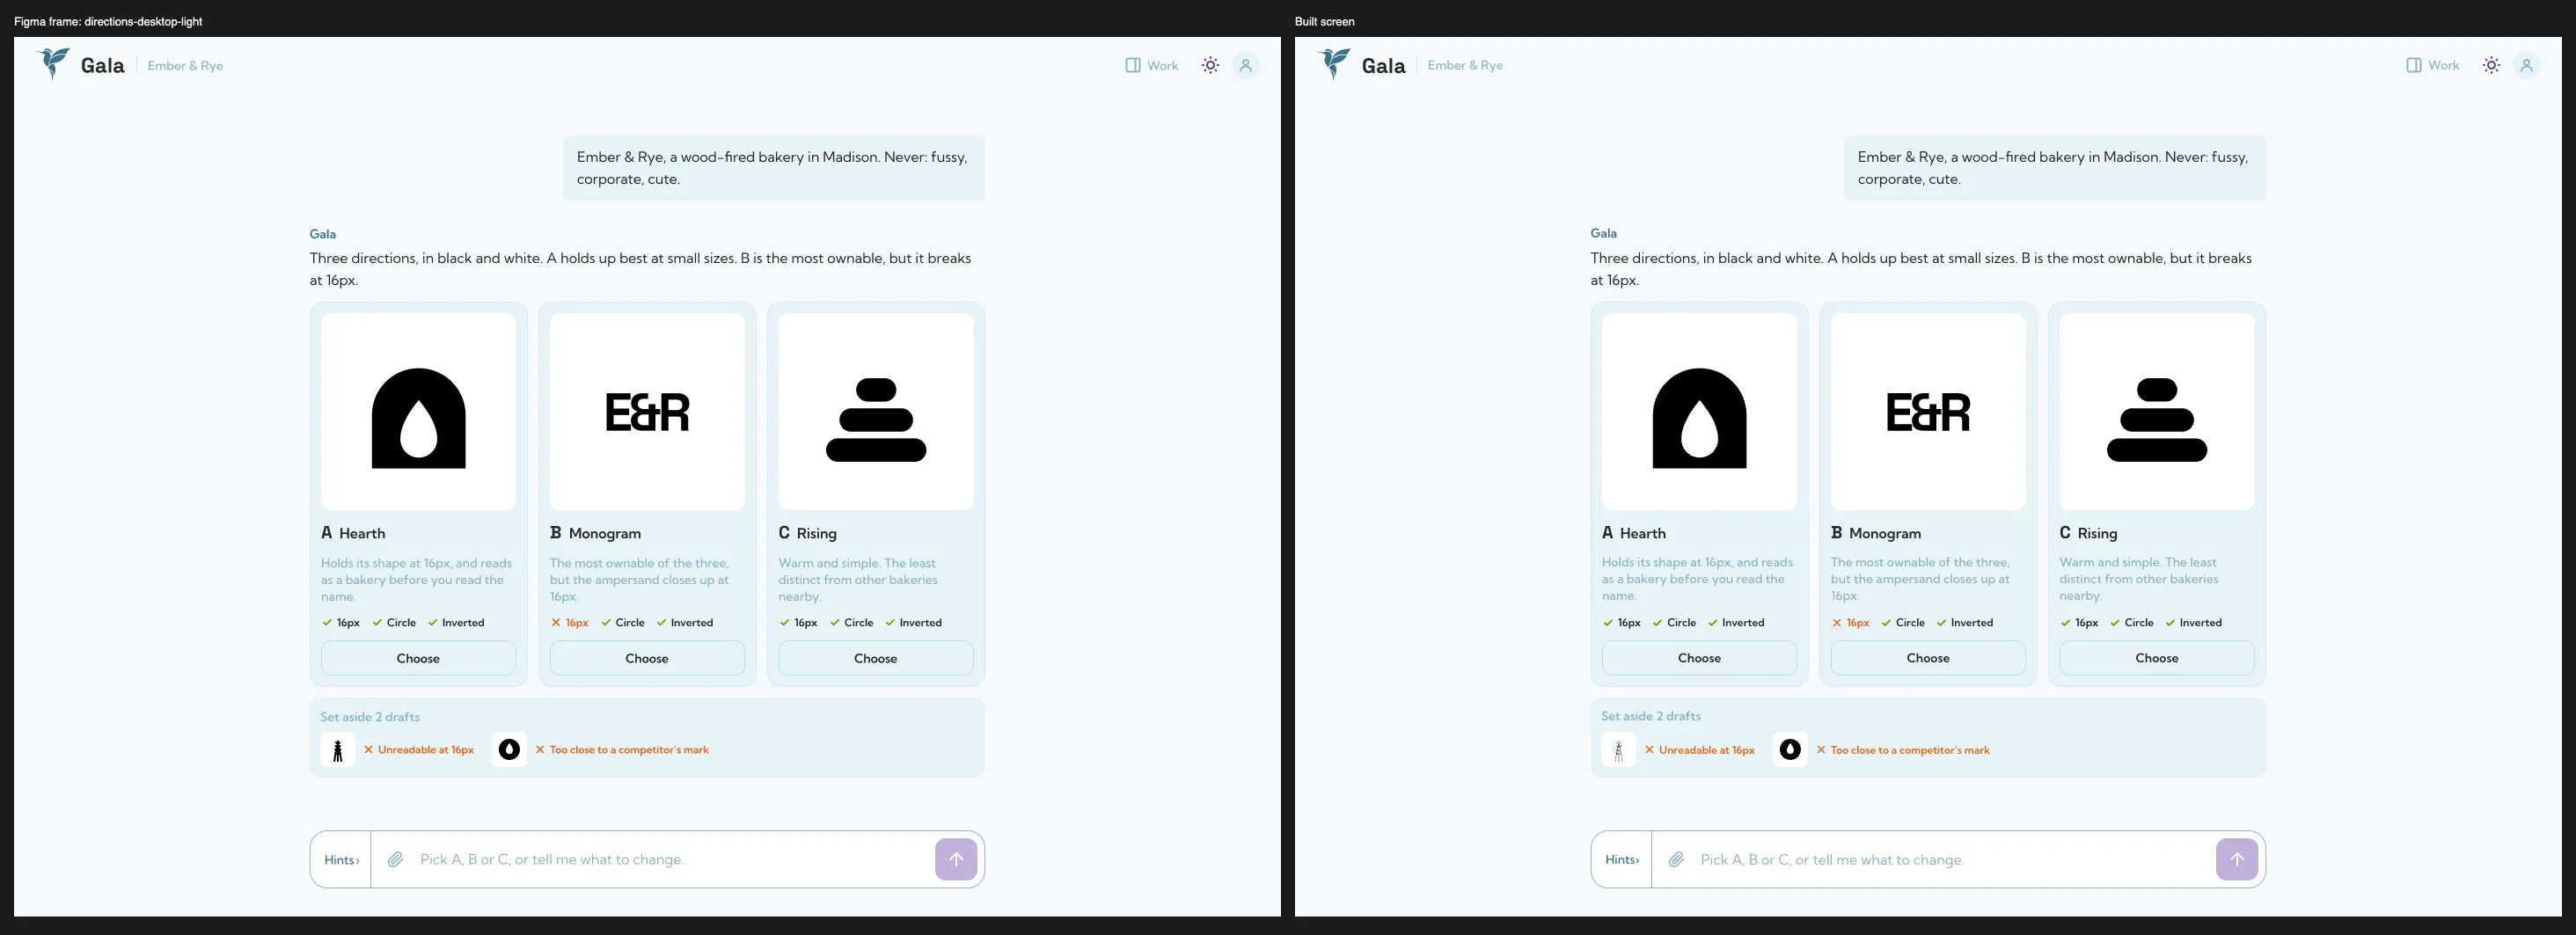 Figma frame: directions-desktop-light
Gala
Ember & Rye
Work
Ember & Rye, a wood-fired bakery in Madison. Never: fussy,
corporate, cute.
Gala
Three directions, in black and white. A holds up best at small sizes. B is the most ownable, but it breaks
at 16px.
E&R
A Hearth
Holds its shape at 16px, and reads
as a bakery before you read the
name.
16px Circle Inverted
Choose
B Monogram
The most ownable of the three,
but the ampersand closes up at
16px.
16px Circle Inverted
Choose
C Rising
Warm and simple. The least
distinct from other bakeries
nearby.
16px Circle Inverted
Choose
Set aside 2 drafts
Unreadable at 16px
Too close to a competitor's mark
Hints›
Pick A, B or C, or tell me what to change.
Built screen
Gala
Ember & Rye
Work
Ember & Rye, a wood-fired bakery in Madison. Never: fussy,
corporate, cute.
Gala
Three directions, in black and white. A holds up best at small sizes. B is the most ownable, but it breaks
at 16px.
E&R
A Hearth
Holds its shape at 16px, and reads
as a bakery before you read the
name.
16px Circle Inverted
Choose
B Monogram
The most ownable of the three,
but the ampersand closes up at
16px.
16px Circle Inverted
Choose
C Rising
Warm and simple. The least
distinct from other bakeries
nearby.
16px Circle Inverted
Choose
Set aside 2 drafts
Unreadable at 16px
Too close to a competitor's mark
Hints›
Pick A, B or C, or tell me what to change.